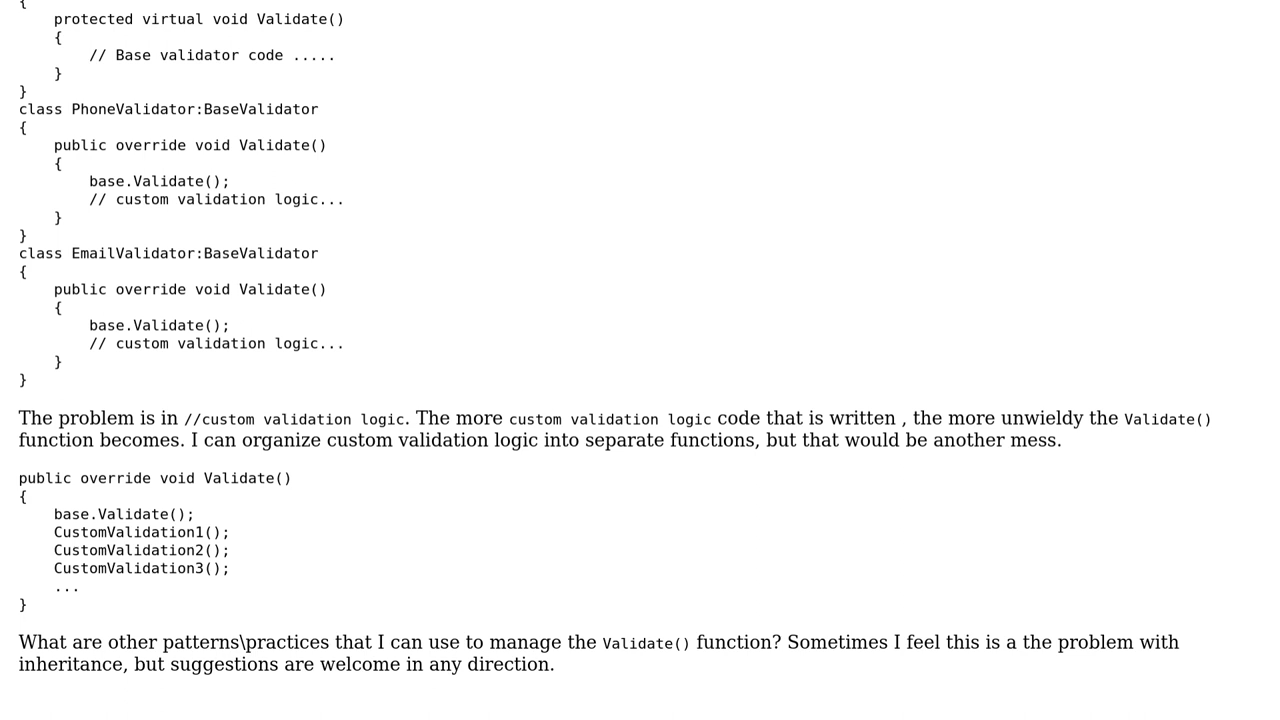 {
    protected virtual void Validate()
    {
        // Base validator code .....
    }
}
class PhoneValidator:BaseValidator
{
    public override void Validate()
    {
        base.Validate();
        // custom validation logic...
    }
}
class EmailValidator:BaseValidator
{
    public override void Validate()
    {
        base.Validate();
        // custom validation logic...
    }
}
The problem is in //custom validation logic. The more custom validation logic code that is written , the more unwieldy the Validate()
function becomes. I can organize custom validation logic into separate functions, but that would be another mess.
public override void Validate()
{
    base.Validate();
    CustomValidation1();
    CustomValidation2();
    CustomValidation3();
    ...
}
What are other patterns\practices that I can use to manage the Validate() function? Sometimes I feel this is a the problem with
inheritance, but suggestions are welcome in any direction.